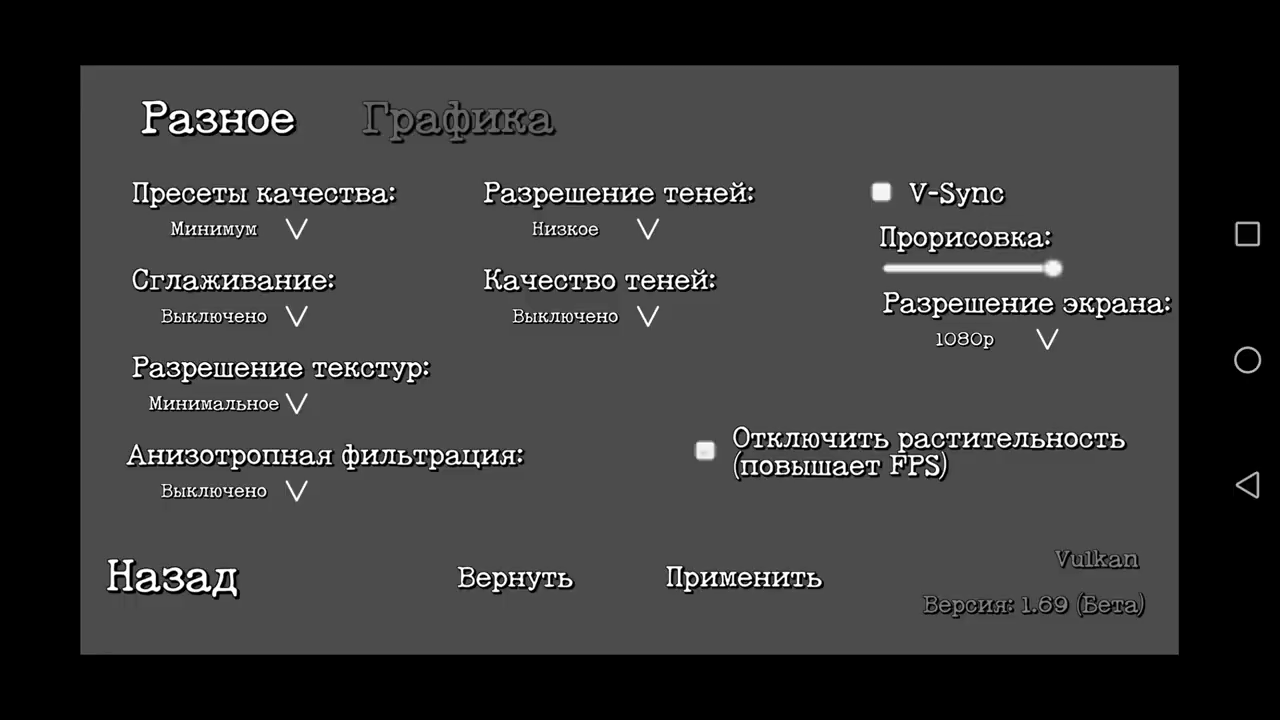 Разное Графика
Пресеты качества:
Минимум
Сглаживание:
Выключено
Разрешение текстур:
Минимальное
Анизотропная фильтрация:
Выключено
Разрешение теней:
Низкое
Качество теней:
Выключено
V-Sync
Прорисовка:
Разрешение экрана:
1080p
Отключить растительность
(повышает FPS)
Назад
Вернуть
Применить
Vulkan
Версия: 1.69 (Бета)